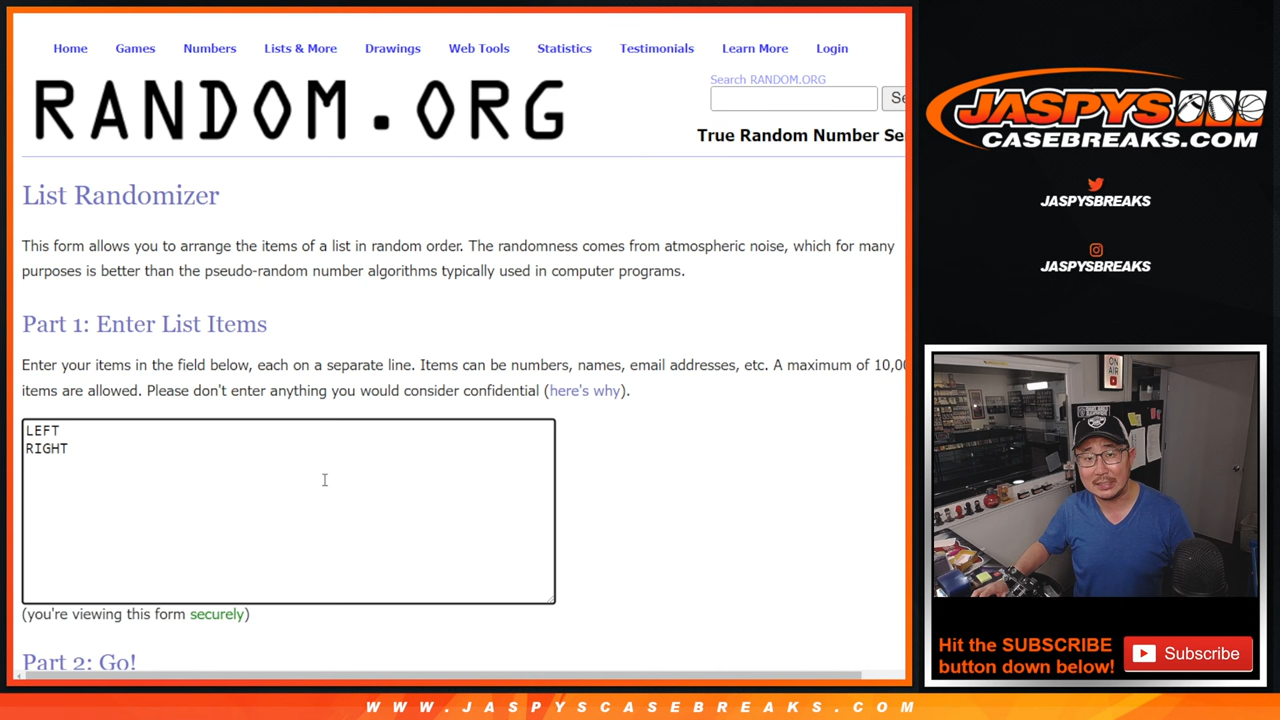 Home Games Numbers Lists & More Drawings Web Tools Statistics Testimonials Learn More Login
RANDOM.ORG
Search RANDOM.ORG
Se
True Random Number Se
List Randomizer
This form allows you to arrange the items of a list in random order. The randomness comes from atmospheric noise, which for many
purposes is better than the pseudo-random number algorithms typically used in computer programs.
Part 1: Enter List Items
Enter your items in the field below, each on a separate line. Items can be numbers, names, email addresses, etc. A maximum of 10,00
items are allowed. Please don't enter anything you would consider confidential (here's why).
LEFT
RIGHT
(you're viewing this form securely)
Part 2: Go!
JASPYS
CASEBREAKS.COM
JASPYSBREAKS
JASPYSBREAKS
ON
AIR
Hit the SUBSCRIBE
button down below!
Subscribe
WWW.JASPYSCASEBREAKS.COM